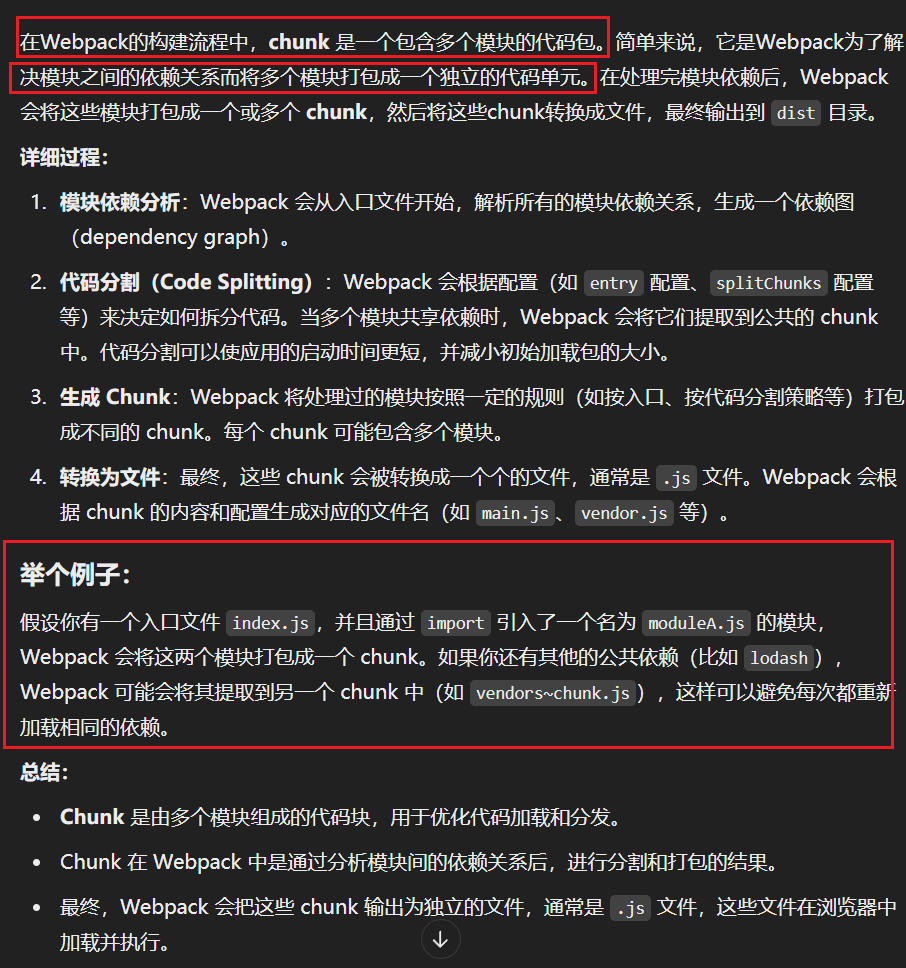 在Webpack的构建流程中，chunk 是一个包含多个模块的代码包。简单来说，它是Webpack为了解
决模块之间的依赖关系而将多个模块打包成一个独立的代码单元。在处理完模块依赖后，Webpack
会将这些模块打包成一个或多个 chunk，然后将这些chunk转换成文件，最终输出到 dist 目录。
详细过程：
1. 模块依赖分析：Webpack 会从入口文件开始，解析所有的模块依赖关系，生成一个依赖图
（dependency graph）。
2. 代码分割（Code Splitting）：Webpack 会根据配置（如 entry 配置、splitChunks 配置
等）来决定如何拆分代码。当多个模块共享依赖时，Webpack 会将它们提取到公共的 chunk
中。代码分割可以使应用的启动时间更短，并减小初始加载包的大小。
3. 生成 Chunk：Webpack 将处理过的模块按照一定的规则（如按入口、按代码分割策略等）打包
成不同的 chunk。每个 chunk 可能包含多个模块。
4. 转换为文件：最终，这些 chunk 会被转换成一个个的文件，通常是 .js 文件。Webpack 会根
据 chunk 的内容和配置生成对应的文件名（如 main.js、vendor.js 等）。
举个例子：
假设你有一个入口文件 index.js，并且通过 import 引入了一个名为 moduleA.js 的模块，
Webpack 会将这两个模块打包成一个 chunk。如果你还有其他的公共依赖（比如 lodash），
Webpack 可能会将其提取到另一个 chunk 中（如 vendors~chunk.js），这样可以避免每次都重新
加载相同的依赖。
总结：
• Chunk 是由多个模块组成的代码块，用于优化代码加载和分发。
• Chunk 在 Webpack 中是通过分析模块间的依赖关系后，进行分割和打包的结果。
• 最终，Webpack 会把这些 chunk 输出为独立的文件，通常是 .js 文件，这些文件在浏览器中
加载并执行。